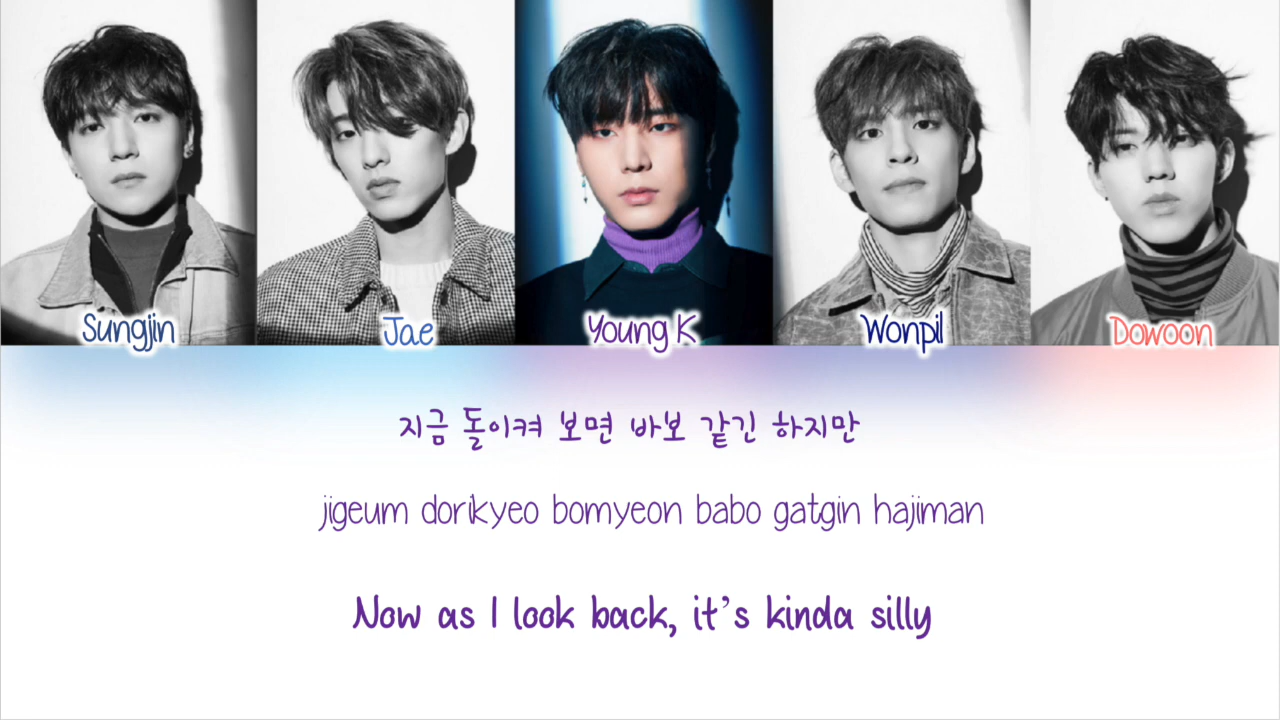 Sungjin Jae Young K Wonpil Dowoon
지금 돌이켜 보면 바보 같긴 하지만
jigeum dorikyeo bomyeon babo gatgin hajiman
Now as I look back, it's kinda silly